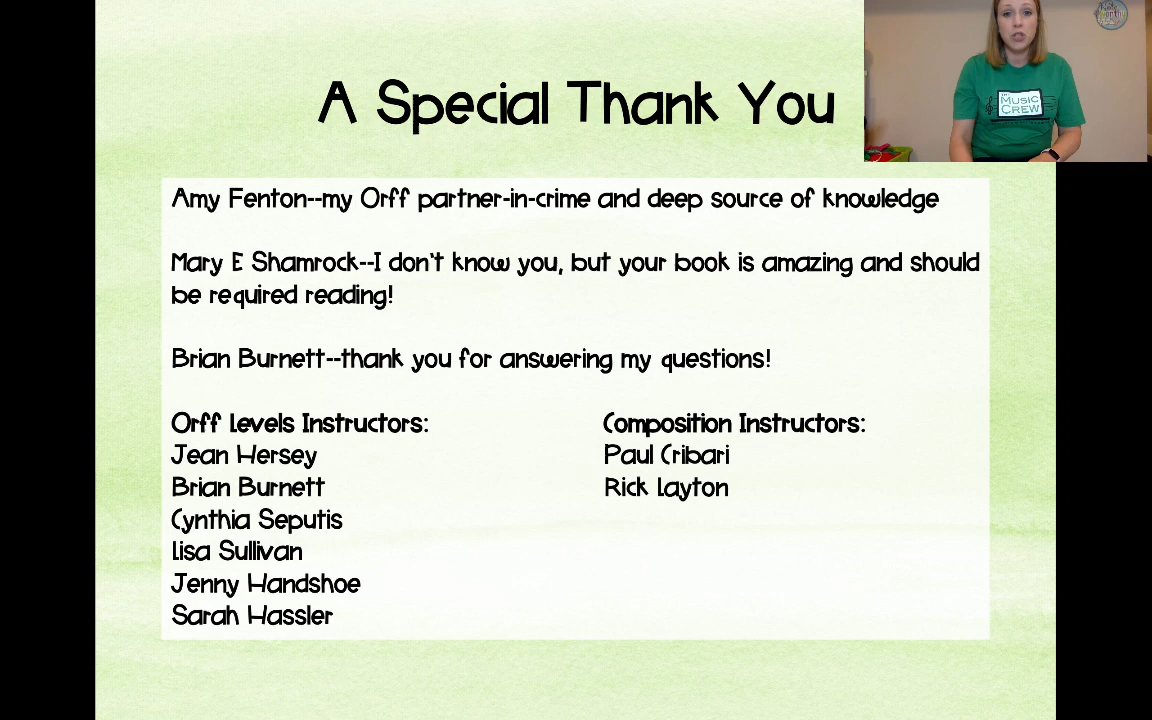 A Special Thank You
THE
MUSIC
CREW
Amy Fenton--my Orff partner-in-crime and deep source of knowledge
Mary E Shamrock--I don't know you, but your book is amazing and should
be required reading!
Brian Burnett--thank you for answering my questions!
Orff Levels Instructors:
Jean Hersey
Brian Burnett
Cynthia Seputis
Lisa Sullivan
Jenny Handshoe
Sarah Hassler
Composition Instructors:
Paul Cribari
Rick Layton